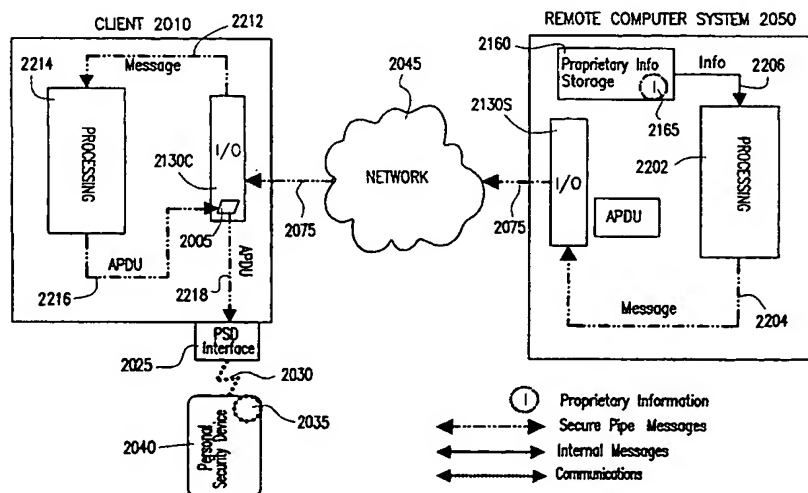 CLIENT 2010
2212
REMOTE COMPUTER SYSTEM 2050
2214
Message
2160
Proprietary Info
Storage
I
Info
2206
2165
2045
2130S
2130C
I/O
PROCESSING
NETWORK
2202
I/O
PROCESSING
APDU
2005
2075
2075
APDU
2216
APDU
2218
Message
2204
PSD
Interface
2025
2030
2035
2040
Personal
Security Device
I
Proprietary Information
Secure Pipe Messages
Internal Messages
Communications